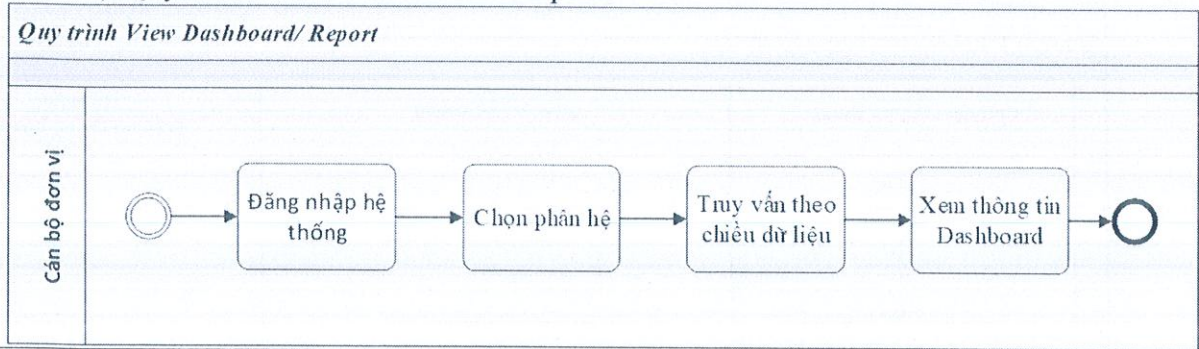 Quy trình View Dashboard/ Report
Cán bộ đơn vị
Đăng nhập hệ
thống
Chọn phân hệ
Truy vấn theo
chiều dữ liệu
Xem thông tin
Dashboard